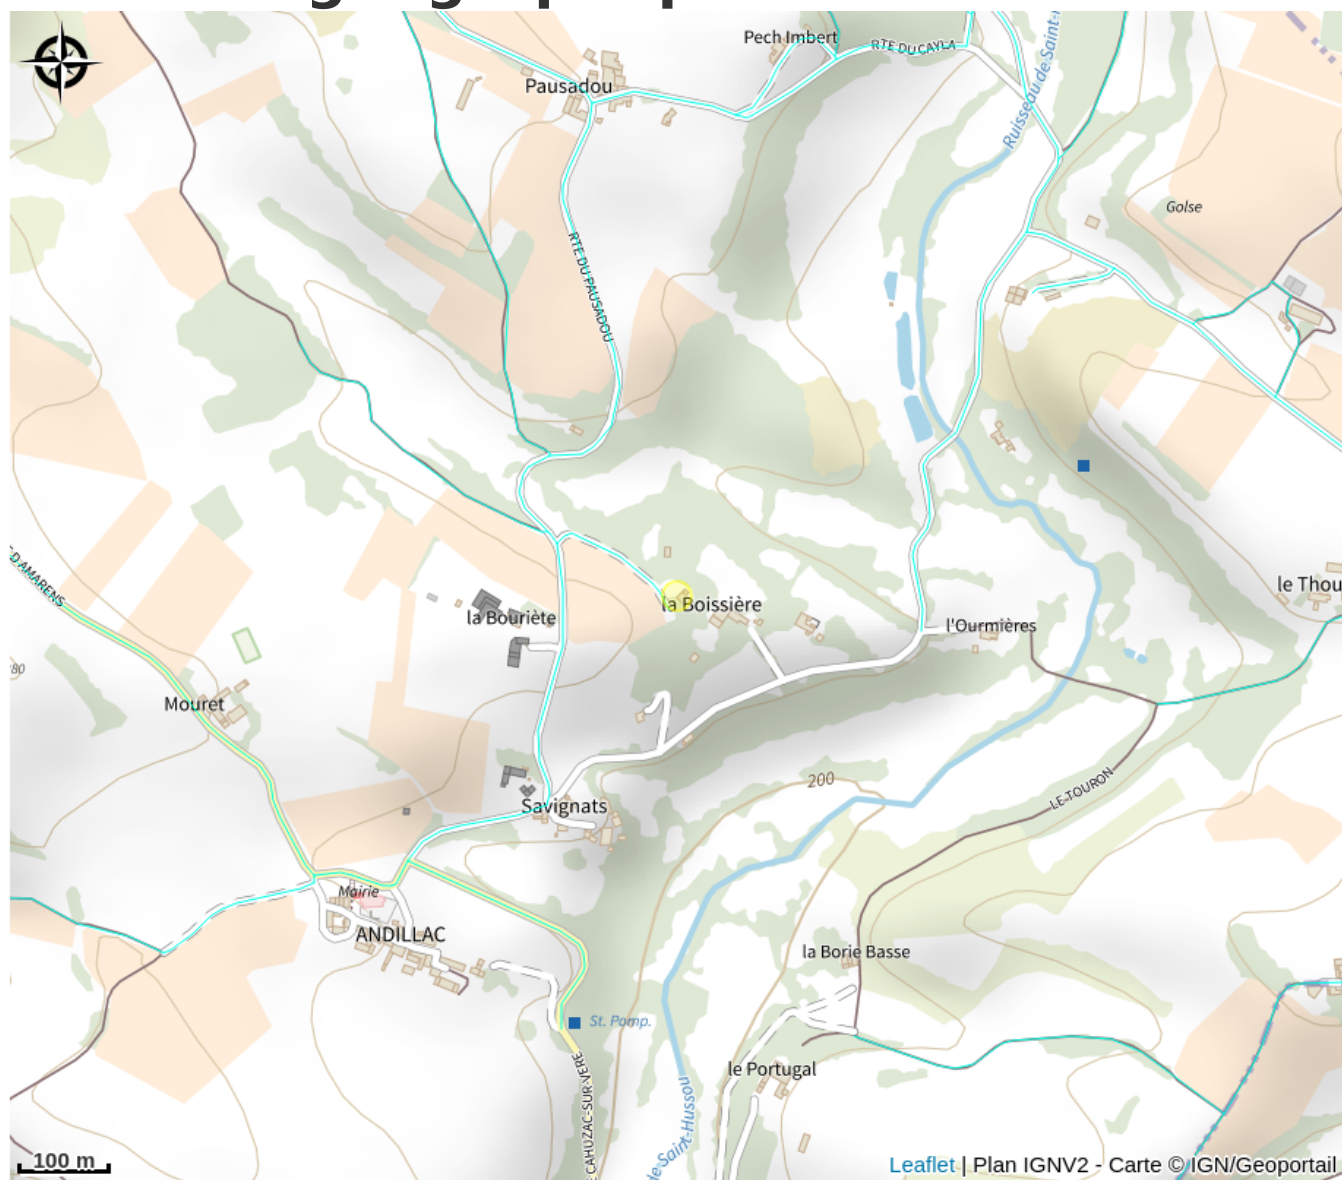 Pech Imbert
RTE DU CAYLA
Pausadou
Ruisseau de Saint-
Golse
RTE DU PAUSADOU
D'AMARENS
la Boissière
le Thou
la Bouriète
l'Ourmières
80
Mouret
200
LE TOURON
Savignats
Mairie
ANDILLAC
la Borie Basse
St. Pomp.
le Portugal
CAHUZAC-SUR-VERE
de Saint-Husson
100 m
Leaflet | Plan IGNV2 - Carte © IGN/Geoportail